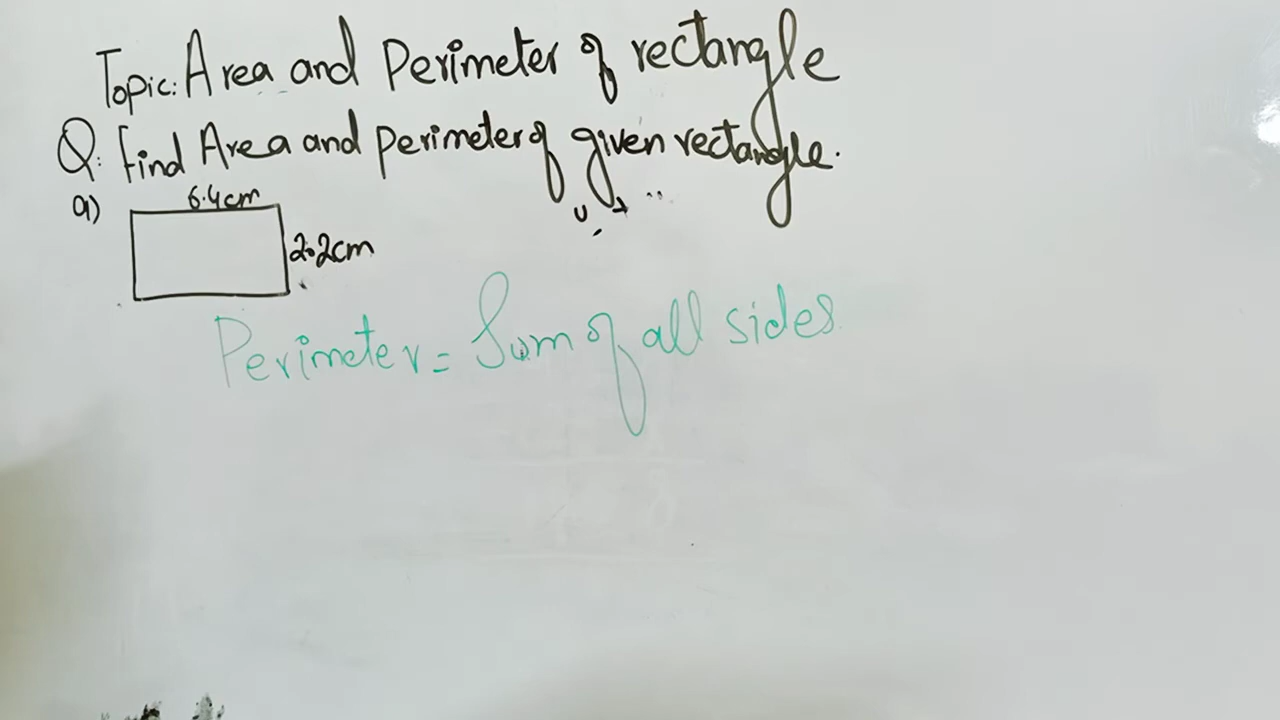 Topic: Area and Perimeter of rectangle
Q: Find Area and perimeter of given rectangle.
a)
6.4cm
2.2cm
Perimeter = Sum of all sides